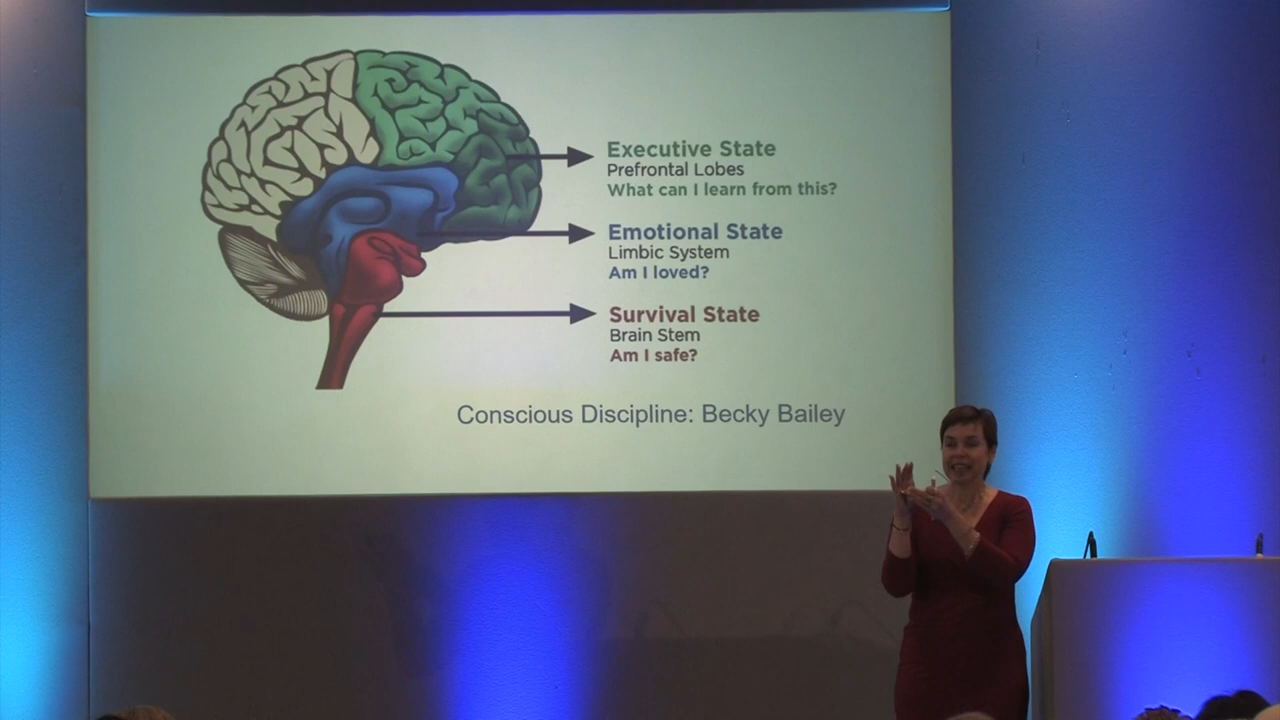 Executive State
Prefrontal Lobes
What can I learn from this?
Emotional State
Limbic System
Am I loved?
Survival State
Brain Stem
Am I safe?
Conscious Discipline: Becky Bailey